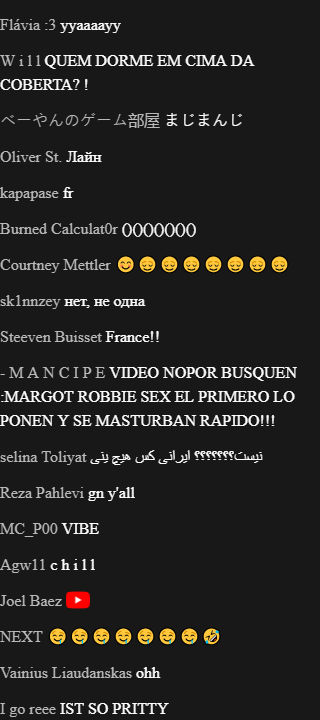 Flávia :3 yyaaaayy
W i l l QUEM DORME EM CIMA DA
COBERTA? !
べーやんのゲーム部屋 まじまんじ
Oliver St. Лайн
kapapase fr
Burned Calculat0r ()()()()()()()
Courtney Mettler 😊😌😌😌😌😌😌😌
sk1nnzey нет, не одна
Steeven Buisset France!!
- M A N C I P E VIDEO NOPOR BUSQUEN
:MARGOT ROBBIE SEX EL PRIMERO LO
PONEN Y SE MASTURBAN RAPIDO!!!
selina Toliyat نیست؟؟؟؟؟؟؟ ایرانی کس هیچ ینی
Reza Pahlevi gn y'all
MC_P00 VIBE
Agw11 c h i l l
Joel Baez
NEXT 😂😂😂😂😂😂😂🤣
Vainius Liaudanskas ohh
I go reee IST SO PRITTY